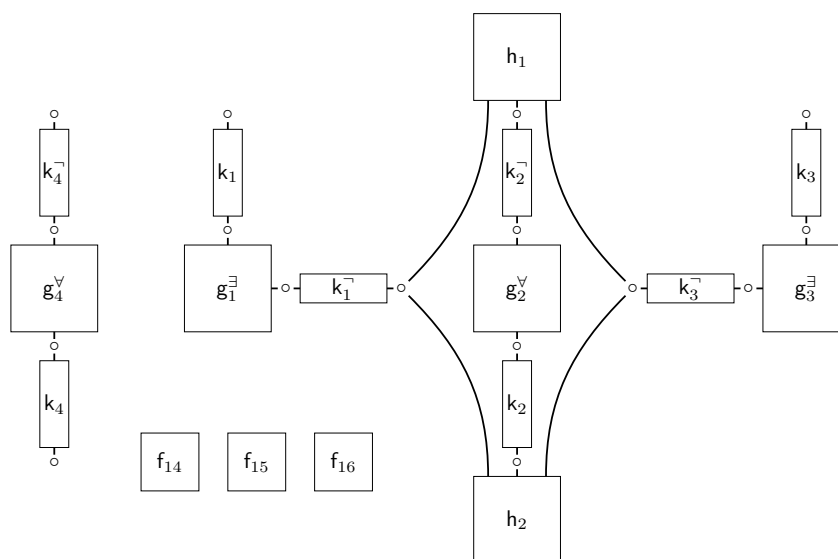 h₁
k₄¬ k₁ k₂¬ k₃
g₄∀ g₁∃ k₁¬ g₂∀ k₃¬ g₃∃
k₄ k₂
f₁₄ f₁₅ f₁₆
h₂